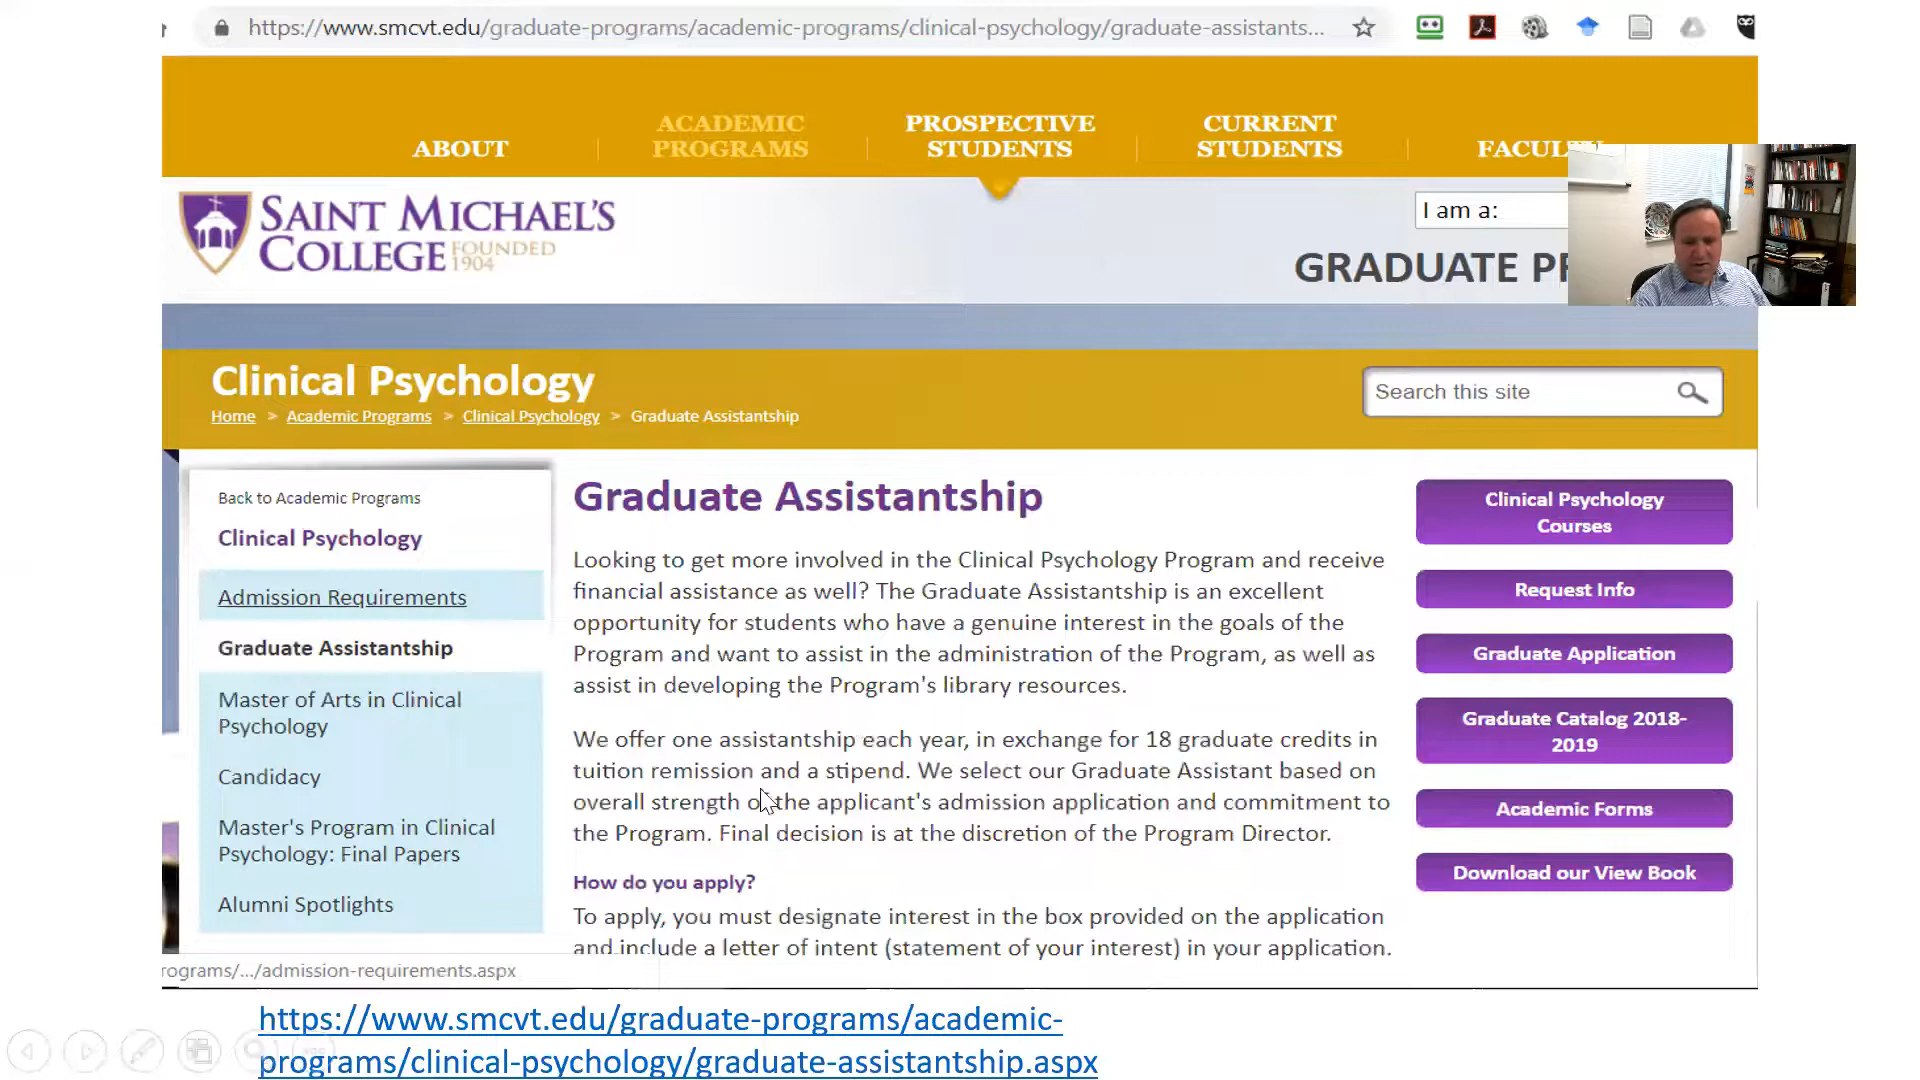 https://www.smcvt.edu/graduate-programs/academic-programs/clinical-psychology/graduate-assistants...
ABOUT
ACADEMIC
PROGRAMS
PROSPECTIVE
STUDENTS
CURRENT
STUDENTS
SAINT MICHAEL'S
COLLEGE FOUNDED
1904
I am a:
GRADUATE
Clinical Psychology
Home > Academic Programs > Clinical Psychology > Graduate Assistantship
Search this site
Back to Academic Programs
Clinical Psychology
Admission Requirements
Graduate Assistantship
Master of Arts in Clinical
Psychology
Candidacy
Master's Program in Clinical
Psychology: Final Papers
Alumni Spotlights
Graduate Assistantship
Looking to get more involved in the Clinical Psychology Program and receive
financial assistance as well? The Graduate Assistantship is an excellent
opportunity for students who have a genuine interest in the goals of the
Program and want to assist in the administration of the Program, as well as
assist in developing the Program's library resources.
We offer one assistantship each year, in exchange for 18 graduate credits in
tuition remission and a stipend. We select our Graduate Assistant based on
overall strength of the applicant's admission application and commitment to
the Program. Final decision is at the discretion of the Program Director.
How do you apply?
To apply, you must designate interest in the box provided on the application
and include a letter of intent (statement of your interest) in your application.
Clinical Psychology
Courses
Request Info
Graduate Application
Graduate Catalog 2018-
2019
Academic Forms
Download our View Book
rograms/.../admission-requirements.aspx
https://www.smcvt.edu/graduate-programs/academic-
programs/clinical-psychology/graduate-assistantship.aspx